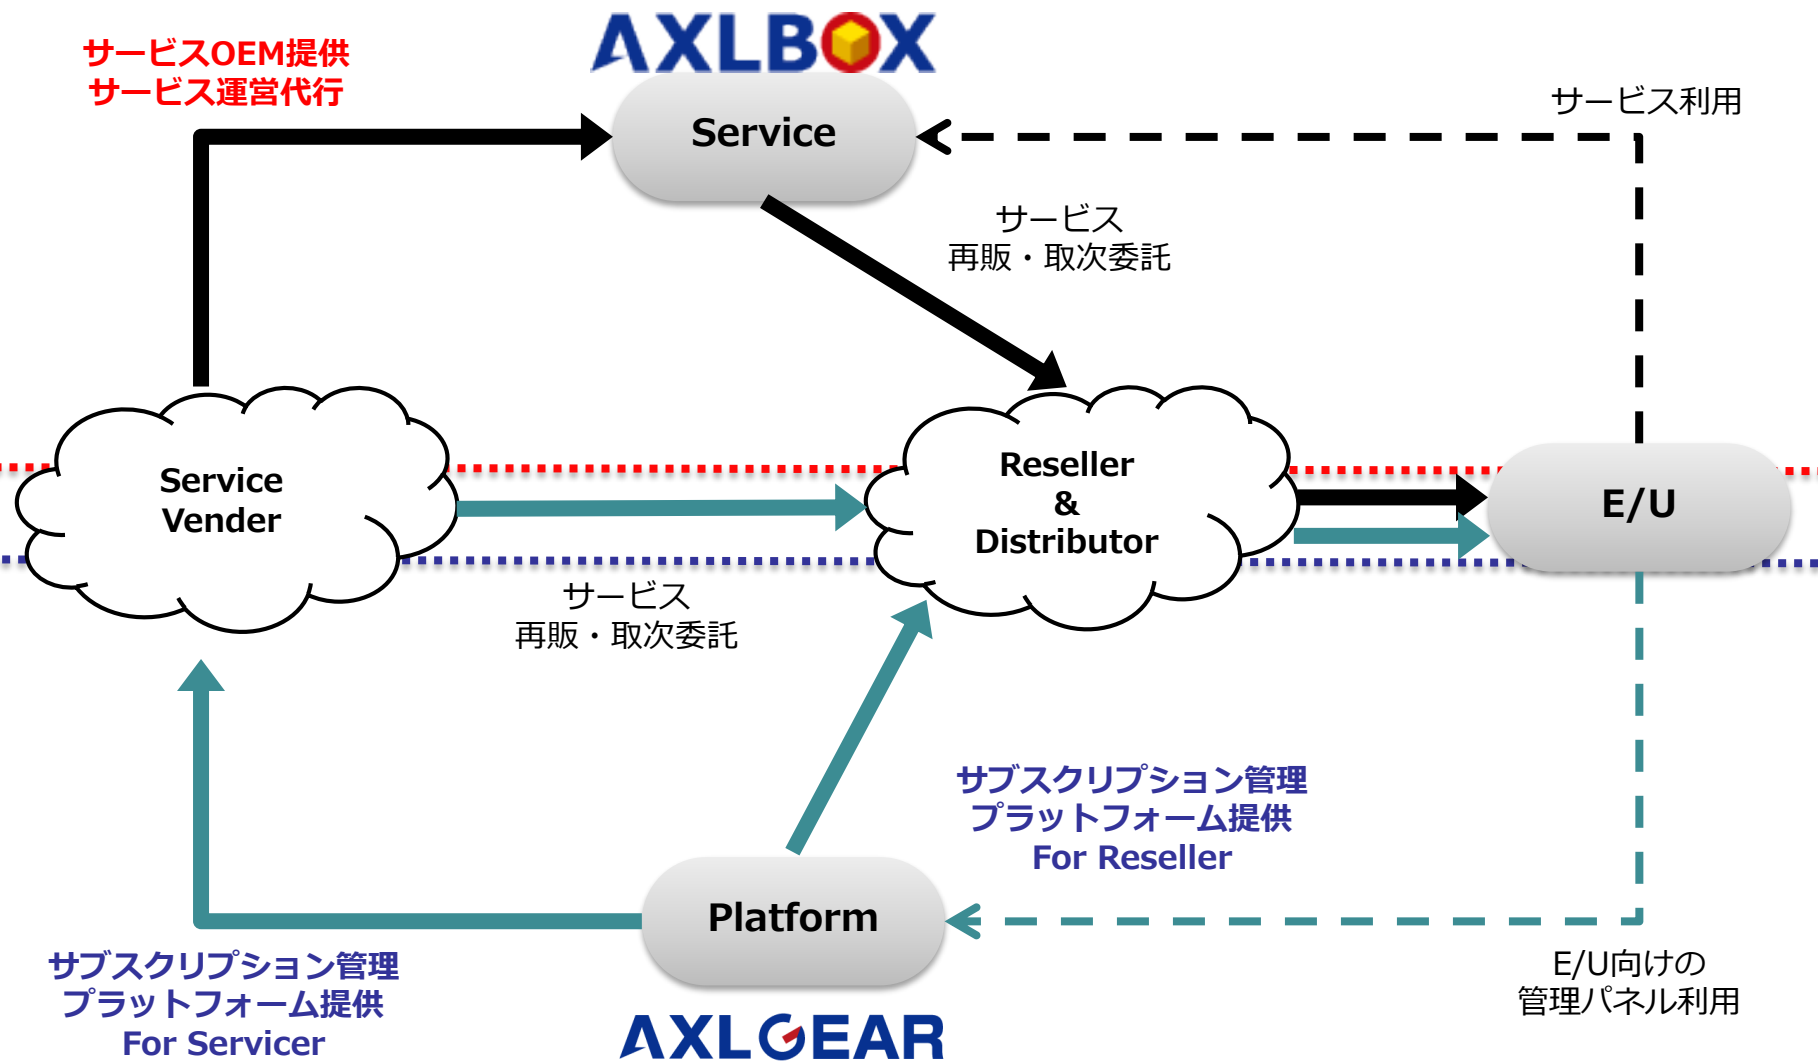 AXLBOX
サービスOEM提供
サービス運営代行
Service
サービス利用
サービス
再販・取次委託
Service
Vender
Reseller
&
Distributor
E/U
サービス
再販・取次委託
サブスクリプション管理
プラットフォーム提供
For Reseller
Platform
サブスクリプション管理
プラットフォーム提供
For Servicer
E/U向けの
管理パネル利用
AXLGEAR